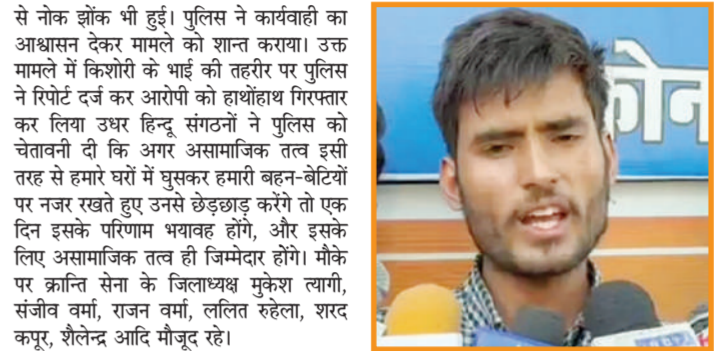 से नोक झोंक भी हुई। पुलिस ने कार्यवाही का
आश्वासन देकर मामले को शान्त कराया। उक्त
मामले में किशोरी के भाई की तहरीर पर पुलिस
ने रिपोर्ट दर्ज कर आरोपी को हाथोंहाथ गिरफ्तार
कर लिया उधर हिन्दू संगठनों ने पुलिस को
चेतावनी दी कि अगर असामाजिक तत्व इसी
तरह से हमारे घरों में घुसकर हमारी बहन-बेटियों
पर नजर रखते हुए उनसे छेड़छाड़ करेंगे तो एक
दिन इसके परिणाम भयावह होंगे, और इसके
लिए असामाजिक तत्व ही जिम्मेदार होंगे। मौके
पर क्रान्ति सेना के जिलाध्यक्ष मुकेश त्यागी,
संजीव वर्मा, राजन वर्मा, ललित रुहेला, शरद
कपूर, शैलेन्द्र आदि मौजूद रहे।